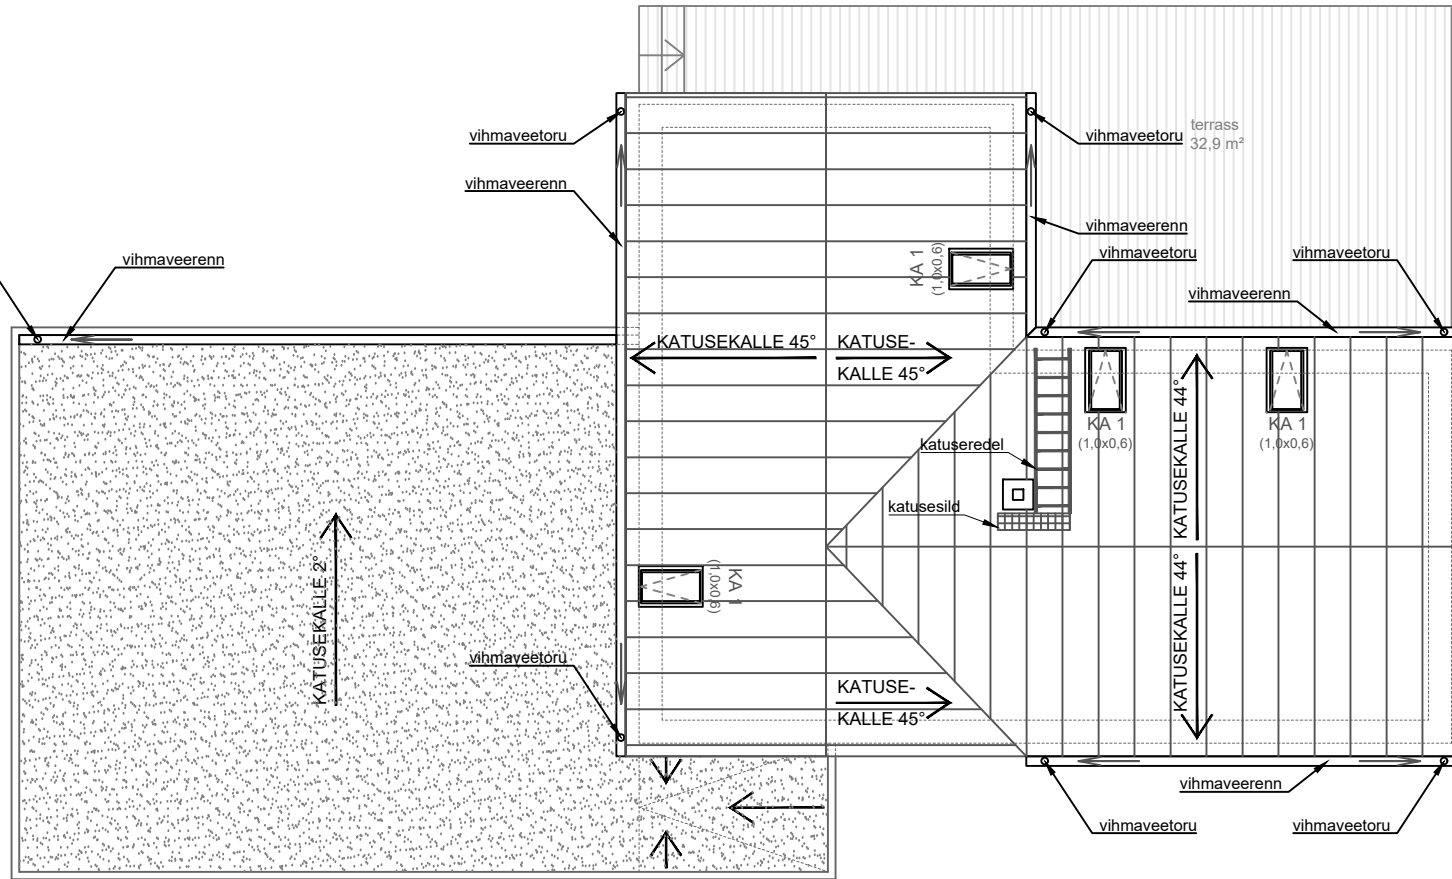 vihmaveetoru
vihmaveetoru
terrass
32,9 m²
vihmaveerenn
vihmaveerenn
vihmaveerenn
vihmaveetoru
vihmaveetoru
KA 1
(1,0x0,6)
vihmaveerenn
KATUSEKALLE 45°
KATUSE-
KALLE 45°
KATUSEKALLE 44°
KA 1
(1,0x0,6)
KA 1
(1,0x0,6)
katuseredel
katusesild
KATUSEKALLE 2°
KA 1
(1,0x0,6)
KATUSEKALLE 44°
vihmaveetoru
KATUSE-
KALLE 45°
vihmaveerenn
vihmaveetoru
vihmaveetoru